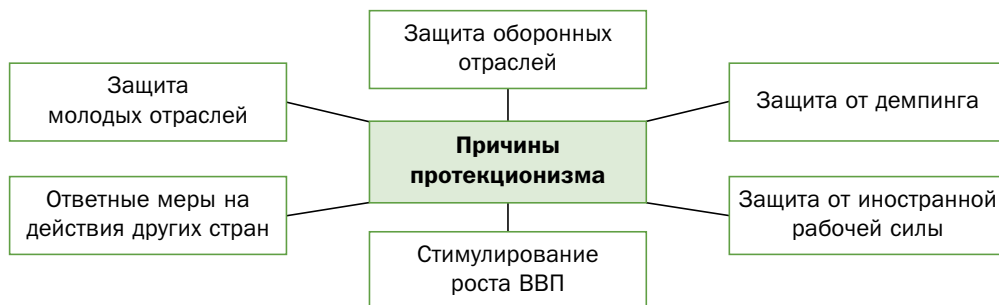 Защита оборонных
отраслей
Защита
молодых отраслей
Защита от демпинга
Причины
протекционизма
Ответные меры на
действия других стран
Защита от иностранной
рабочей силы
Стимулирование
роста ВВП